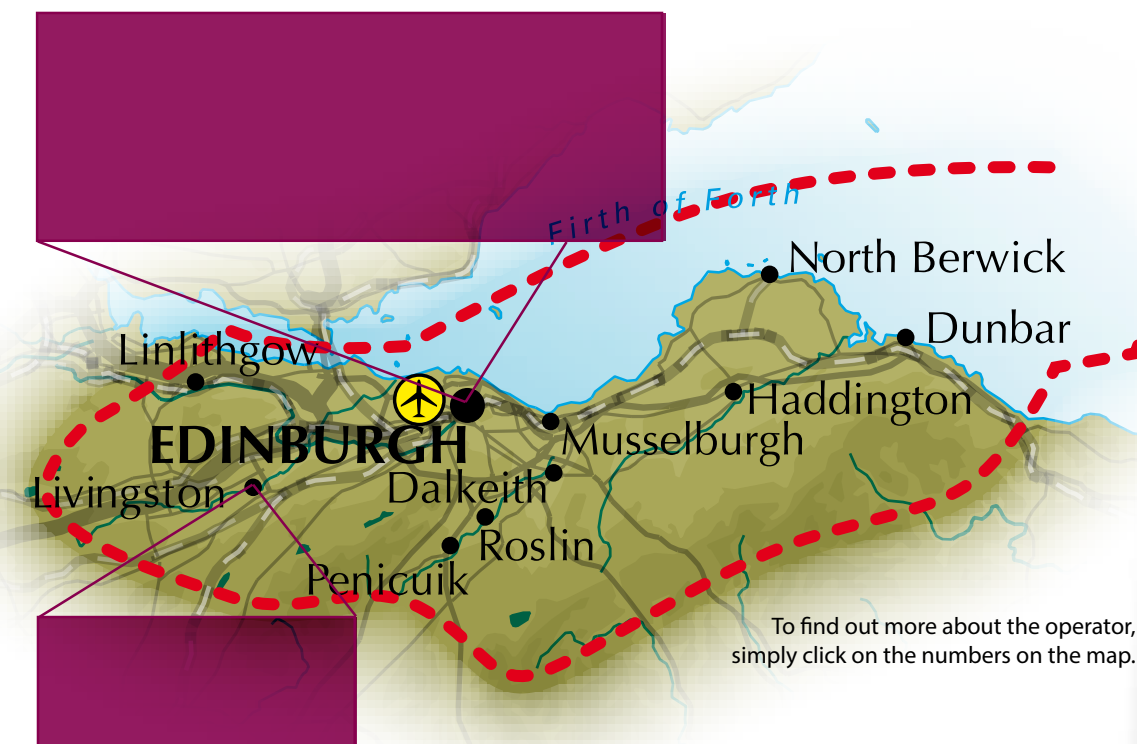 Firth of Forth
North Berwick
Dunbar
Linlithgow
Haddington
EDINBURGH
Musselburgh
Livingston
Dalkeith
Roslin
Penicuik
To find out more about the operator,
simply click on the numbers on the map.